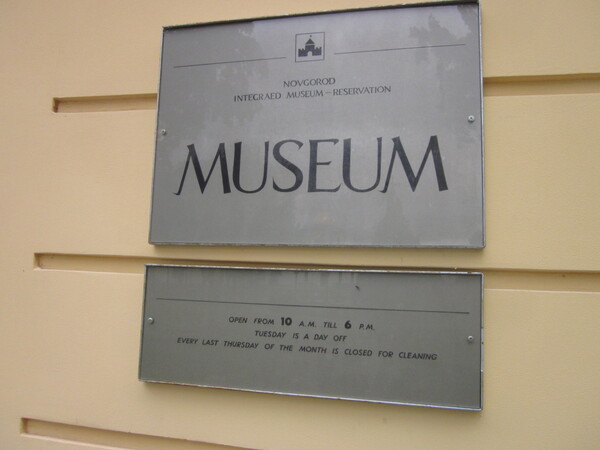 NOVGOROD
INTEGRAED MUSEUM - RESERVATION
MUSEUM
OPEN FROM 10 A.M. TILL 6 P.M.
TUESDAY IS A DAY OFF
EVERY LAST THURSDAY OF THE MONTH IS CLOSED FOR CLEANING